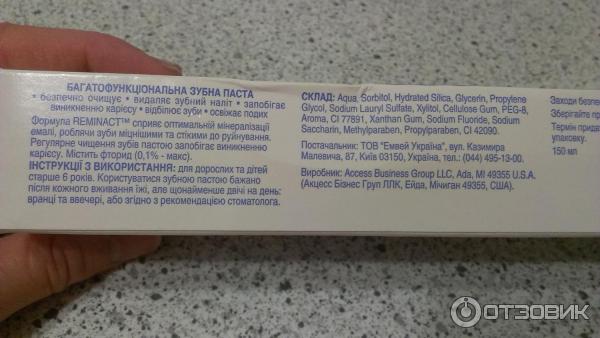 БАГАТОФУНКЦІОНАЛЬНА ЗУБНА ПАСТА
• безпечно очищує • видаляє зубний наліт • запобігає
виникненню карієсу • відбілює зуби • освіжає подих
Формула REMINACT™ сприяє оптимальній мінералізації
емалі, роблячи зуби міцнішими та стійкими до руйнування.
Регулярне чищення зубів пастою запобігає виникненню
карієсу. Містить фторид (0,1% - макс).
ІНСТРУКЦІЇ З ВИКОРИСТАННЯ: для дорослих та дітей
старше 6 років. Користуватися зубною пастою бажано
після кожного вживання їжі, але щонайменше двічі на день:
вранці та ввечері, або згідно з рекомендацією стоматолога.
СКЛАД: Aqua, Sorbitol, Hydrated Silica, Glycerin, Propylene
Glycol, Sodium Lauryl Sulfate, Xylitol, Cellulose Gum, PEG-8,
Aroma, CI 77891, Xanthan Gum, Sodium Fluoride, Sodium
Saccharin, Methylparaben, Propylparaben, CI 42090.
Постачальник: ТОВ "Емвей Україна", вул. Казимира
Малевича, 87, Київ 03150, Україна, тел.: (044) 495-13-00.
Виробник: Access Business Group LLC, Ada, MI 49355 U.S.A.
(Акцесс Бізнес Груп ЛЛК, Ейда, Мічиган 49355, США).
Заходи безпе
Зберігайте п
Термін прида
упаковку.
150 мл
ОТЗОВИК